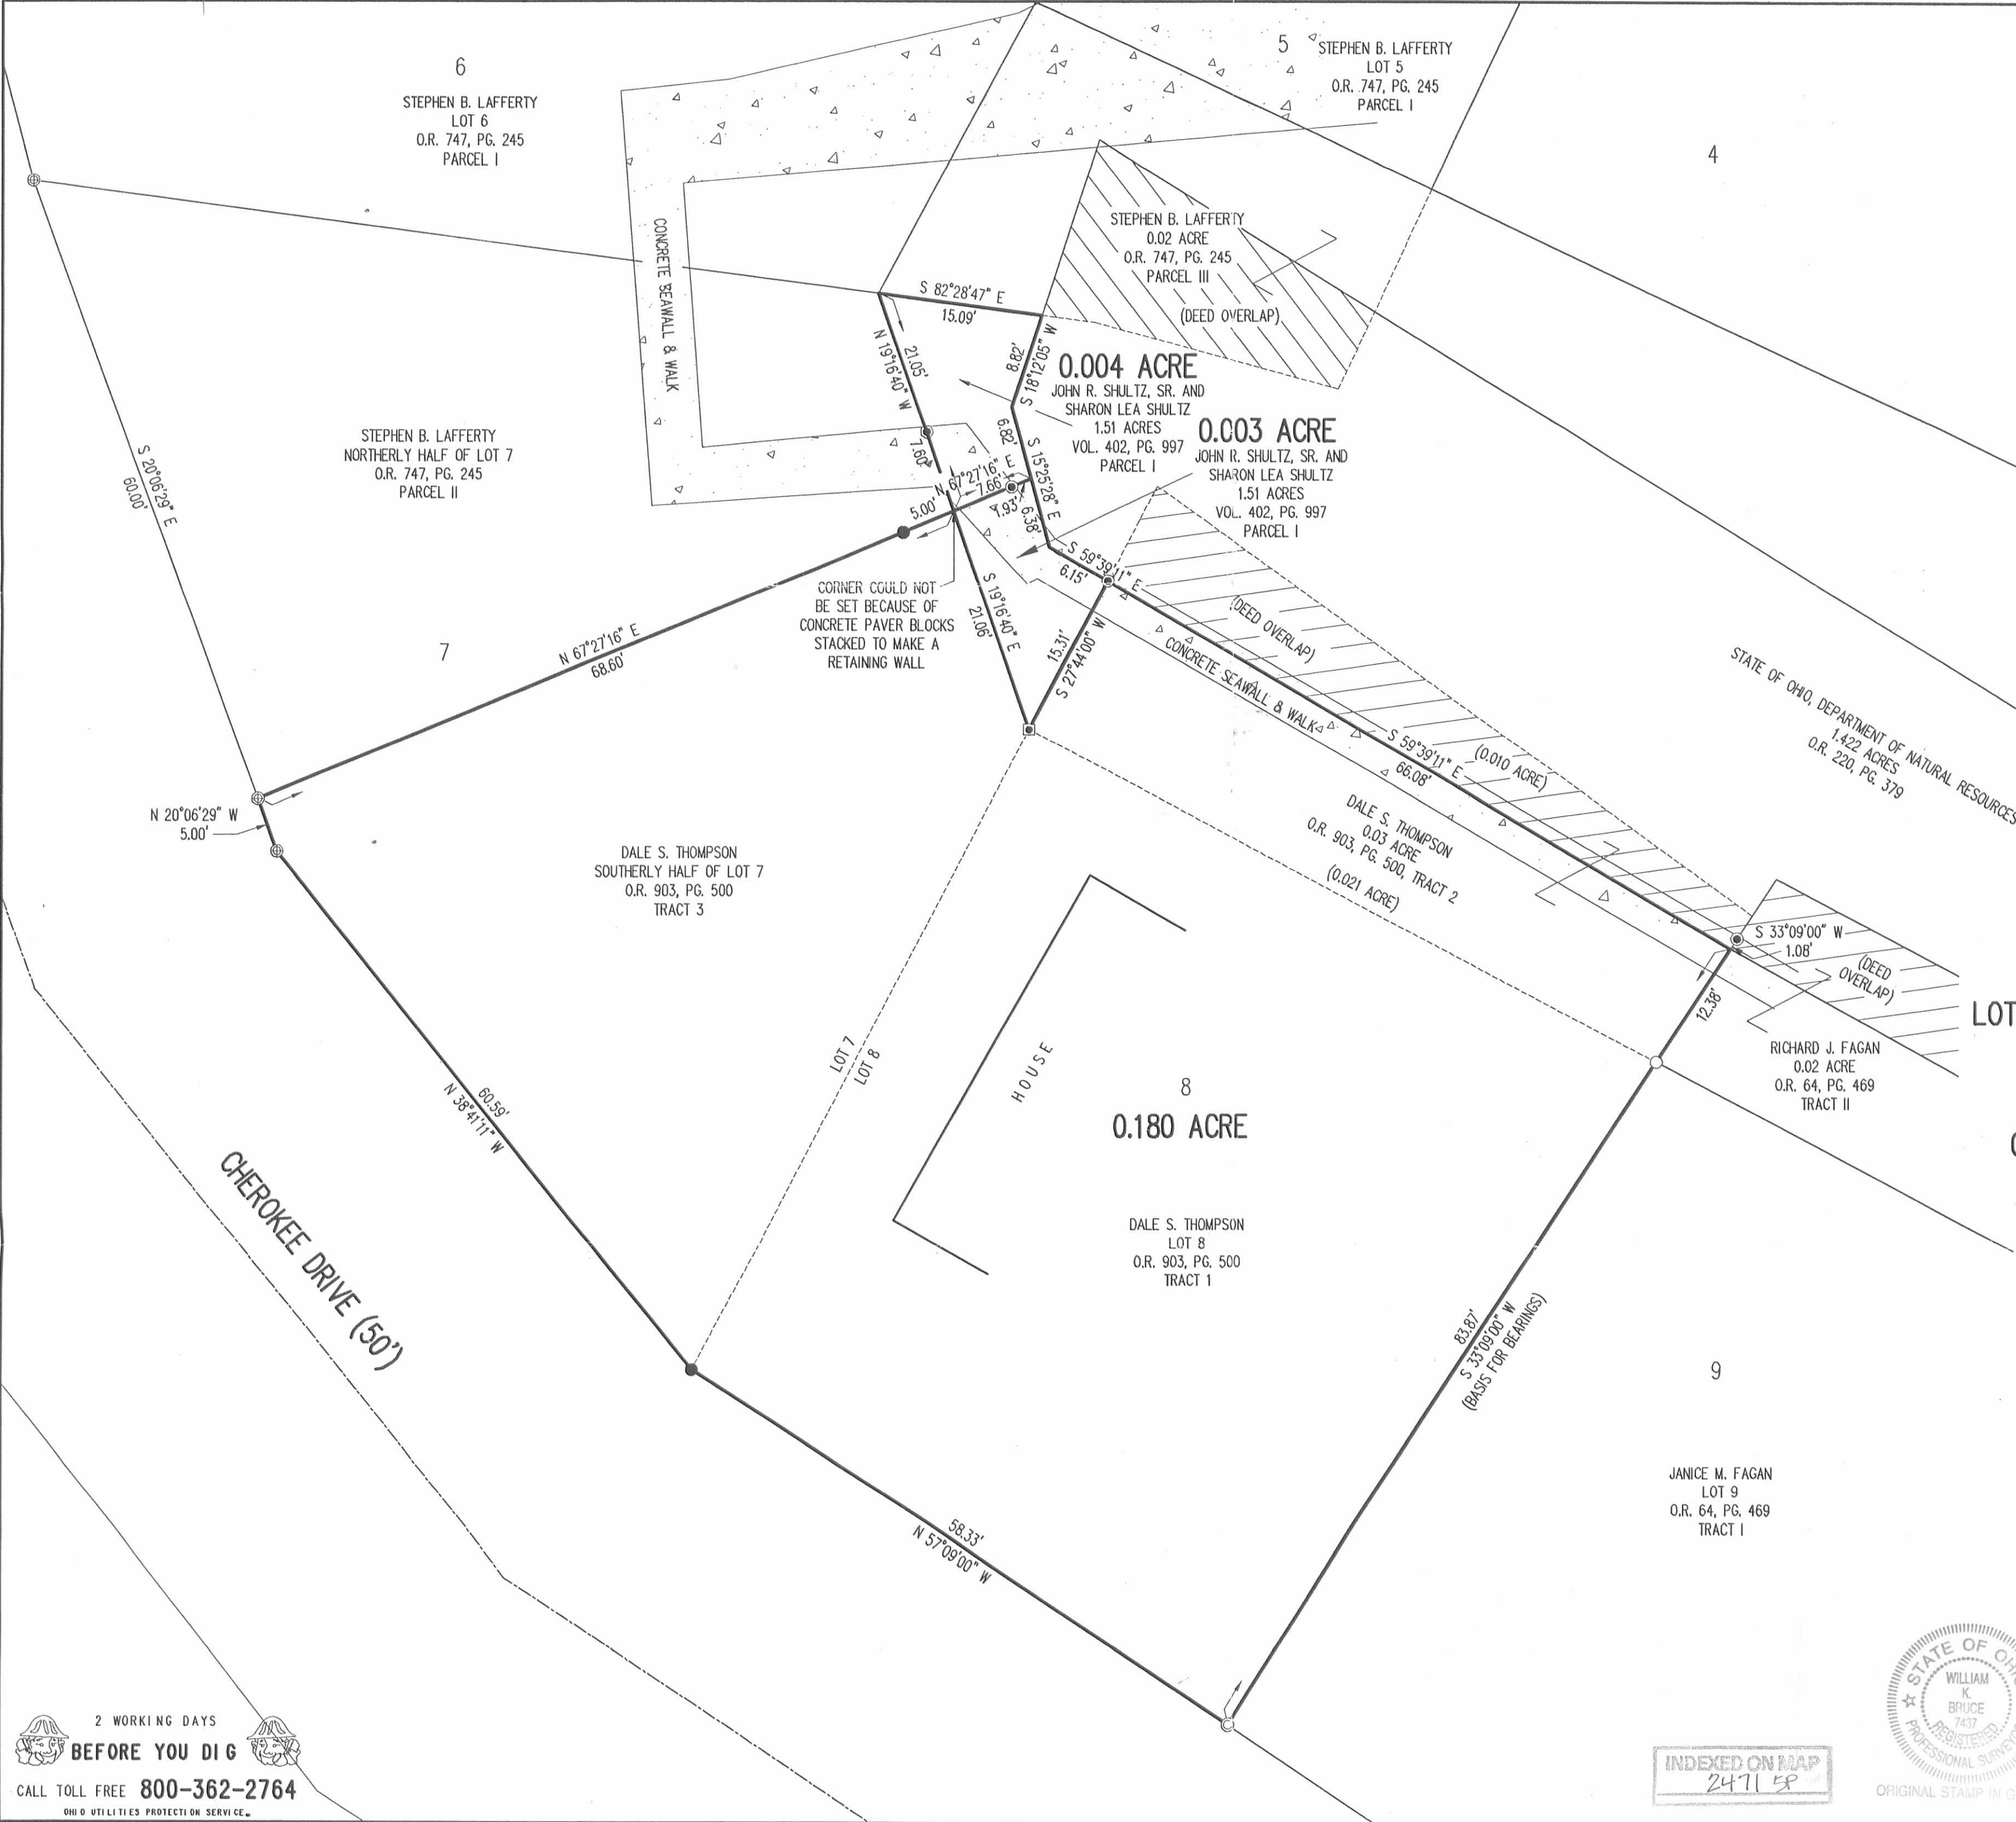 6
STEPHEN B. LAFFERTY
LOT 6
O.R. 747, PG. 245
PARCEL I
5
STEPHEN B. LAFFERTY
LOT 5
O.R. 747, PG. 245
PARCEL I
4
STEPHEN B. LAFFERTY
0.02 ACRE
O.R. 747, PG. 245
PARCEL III
(DEED OVERLAP)
CONCRETE SEAWALL & WALK
S 82°28'47" E
15.09'
21.05'
N 19°16'40" W
7.60'
8.82'
S 18°12'05" W
0.004 ACRE
JOHN R. SHULTZ, SR. AND
SHARON LEA SHULTZ
1.51 ACRES
VOL. 402, PG. 997
PARCEL I
0.003 ACRE
JOHN R. SHULTZ, SR. AND
SHARON LEA SHULTZ
1.51 ACRES
VOL. 402, PG. 997
PARCEL I
6.82'
S 15°25'28" E
6.38'
N 67°27'16" E
7.66'
1.93'
5.00'
STEPHEN B. LAFFERTY
NORTHERLY HALF OF LOT 7
O.R. 747, PG. 245
PARCEL II
S 20°06'29" E
60.00'
S 59°39'11" E
6.15'
CORNER COULD NOT
BE SET BECAUSE OF
CONCRETE PAVER BLOCKS
STACKED TO MAKE A
RETAINING WALL
S 19°16'40" E
21.06'
15.31'
S 27°44'00" W
7
N 67°27'16" E
68.60'
(DEED OVERLAP)
CONCRETE SEAWALL & WALK
S 59°39'11" E
66.08'
(0.010 ACRE)
STATE OF OHIO, DEPARTMENT OF NATURAL RESOURCES
1.422 ACRES
O.R. 220, PG. 379
N 20°06'29" W
5.00'
DALE S. THOMPSON
SOUTHERLY HALF OF LOT 7
O.R. 903, PG. 500
TRACT 3
DALE S. THOMPSON
0.03 ACRE
O.R. 903, PG. 500, TRACT 2
(0.021 ACRE)
S 33°09'00" W
1.08'
(DEED
OVERLAP)
12.38'
LOT
RICHARD J. FAGAN
0.02 ACRE
O.R. 64, PG. 469
TRACT II
LOT 7
LOT 8
HOUSE
8
0.180 ACRE
60.59'
N 38°41'11" W
CHEROKEE DRIVE (50')
DALE S. THOMPSON
LOT 8
O.R. 903, PG. 500
TRACT 1
83.87'
S 33°09'00" W
(BASIS FOR BEARINGS)
9
JANICE M. FAGAN
LOT 9
O.R. 64, PG. 469
TRACT I
58.33'
N 57°09'00" W
2 WORKING DAYS
BEFORE YOU DIG
CALL TOLL FREE 800-362-2764
OHIO UTILITIES PROTECTION SERVICE.
INDEXED ON MAP
2471 SP
STATE OF OH
WILLIAM
K.
BRUCE
7437
REGISTERED
PROFESSIONAL SURVEY
ORIGINAL STAMP IN G